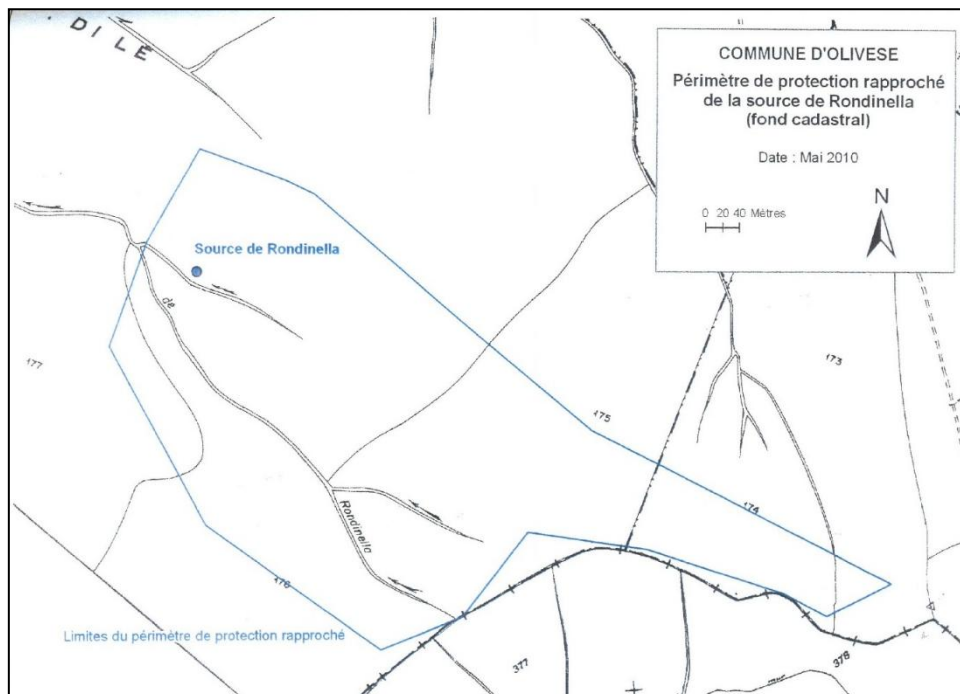 DILÉ
COMMUNE D'OLIVESE
Périmètre de protection rapproché
de la source de Rondinella
(fond cadastral)
Date : Mai 2010
N
0 20 40 Mètres
Source de Rondinella
de
177
173
175
174
Rondinella
176
Limites du périmètre de protection rapproché
377
378